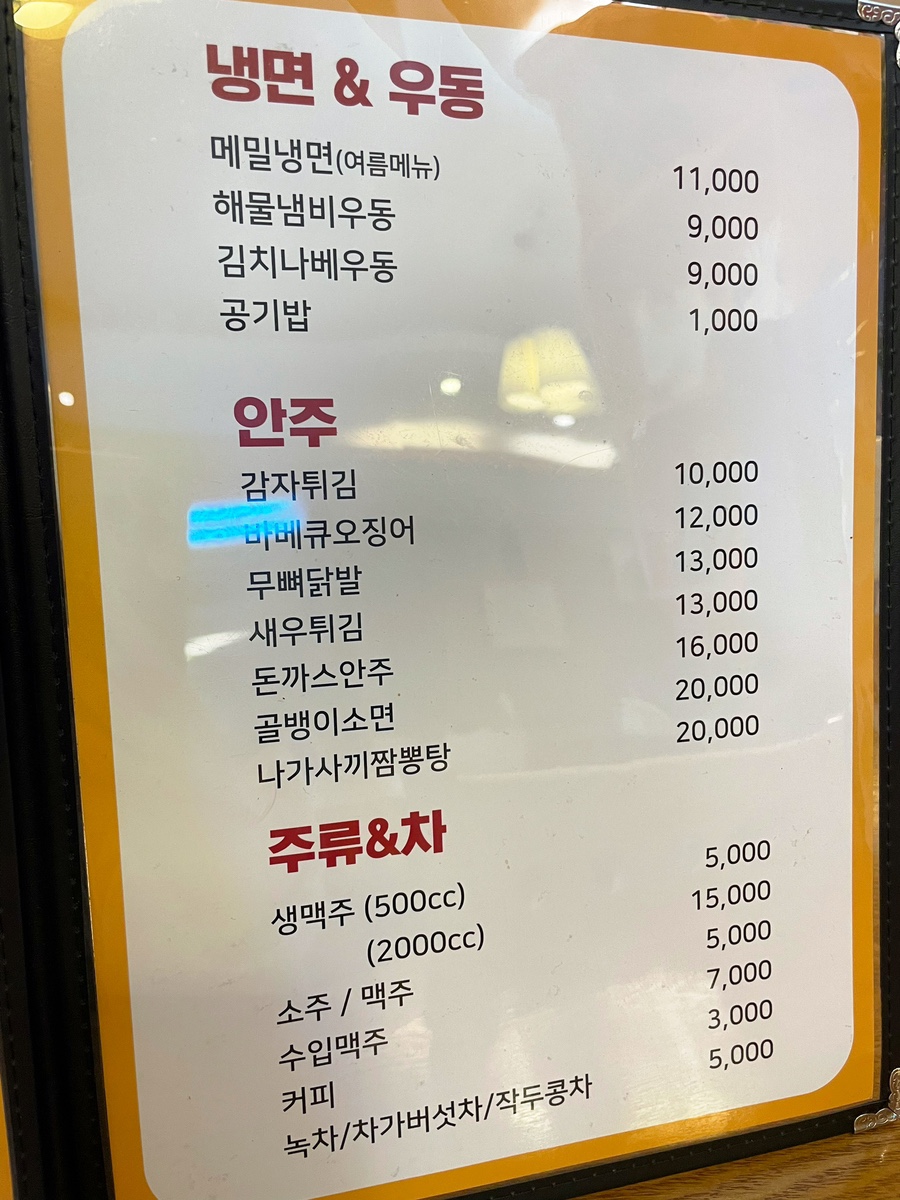 냉면 & 우동
메밀냉면(여름메뉴) 11,000
해물냄비우동 9,000
김치나베우동 9,000
공기밥 1,000
안주
감자튀김 10,000
바베큐오징어 12,000
무뼈닭발 13,000
새우튀김 13,000
돈까스안주 16,000
골뱅이소면 20,000
나가사끼짬뽕탕 20,000
주류&차
생맥주 (500cc) 5,000
(2000cc) 15,000
소주 / 맥주 5,000
수입맥주 7,000
커피 3,000
녹차/차가버섯차/작두콩차 5,000